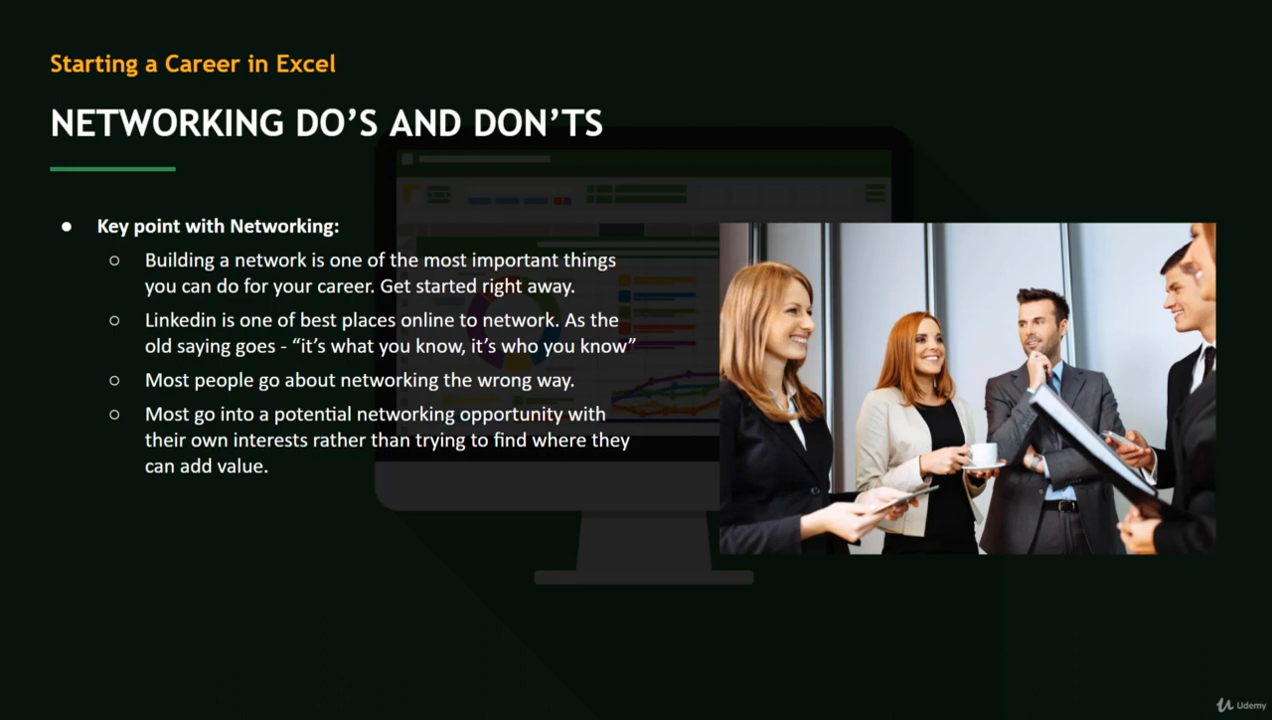 Starting a Career in Excel
NETWORKING DO’S AND DON’TS
● Key point with Networking:
○ Building a network is one of the most important things
you can do for your career. Get started right away.
○ Linkedin is one of best places online to network. As the
old saying goes - “it’s what you know, it’s who you know”
○ Most people go about networking the wrong way.
○ Most go into a potential networking opportunity with
their own interests rather than trying to find where they
can add value.
Udemy